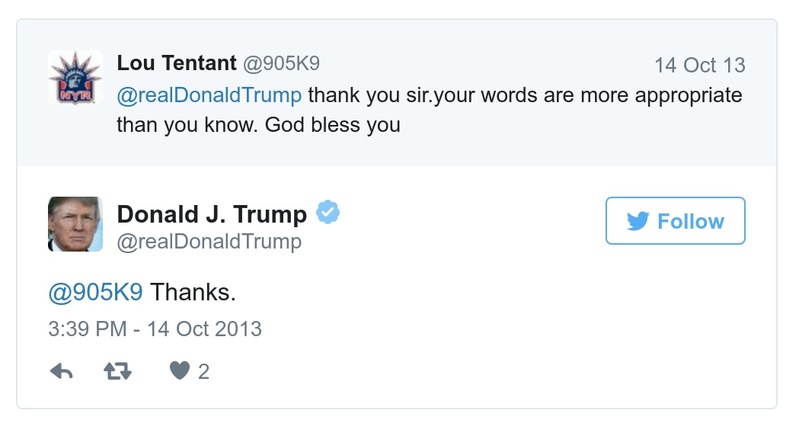 Lou Tentant @905K9 14 Oct 13
@realDonaldTrump thank you sir.your words are more appropriate
than you know. God bless you
NYR
Donald J. Trump
@realDonaldTrump
Follow
@905K9 Thanks.
3:39 PM - 14 Oct 2013
2